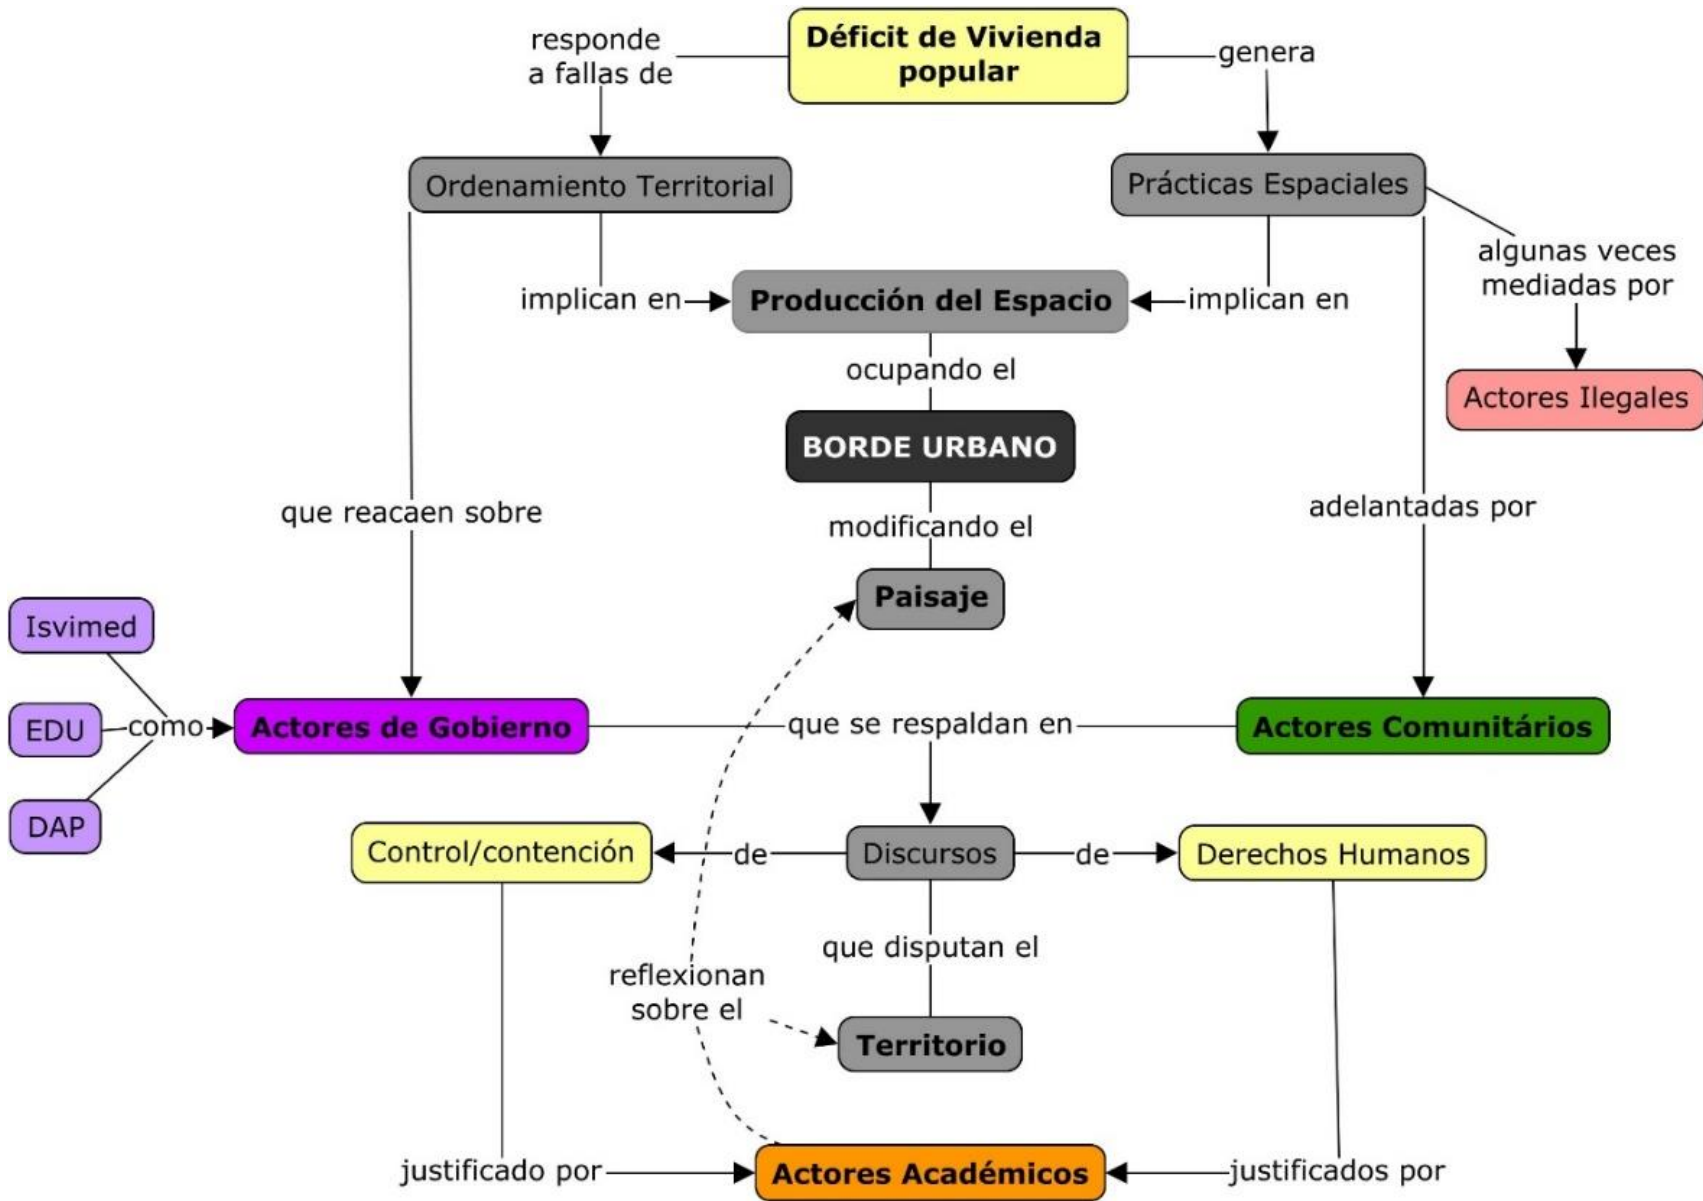 responde
a fallas de
Déficit de Vivienda
popular
genera
Ordenamiento Territorial
Prácticas Espaciales
algunas veces
mediadas por
implican en
Producción del Espacio
implican en
ocupando el
Actores Ilegales
BORDE URBANO
que reacaen sobre
modificando el
adelantadas por
Paisaje
Isvimed
EDU
como
Actores de Gobierno
que se respaldan en
Actores Comunitários
DAP
Control/contención
de
Discursos
de
Derechos Humanos
que disputan el
reflexionan
sobre el
Territorio
justificado por
Actores Académicos
justificados por